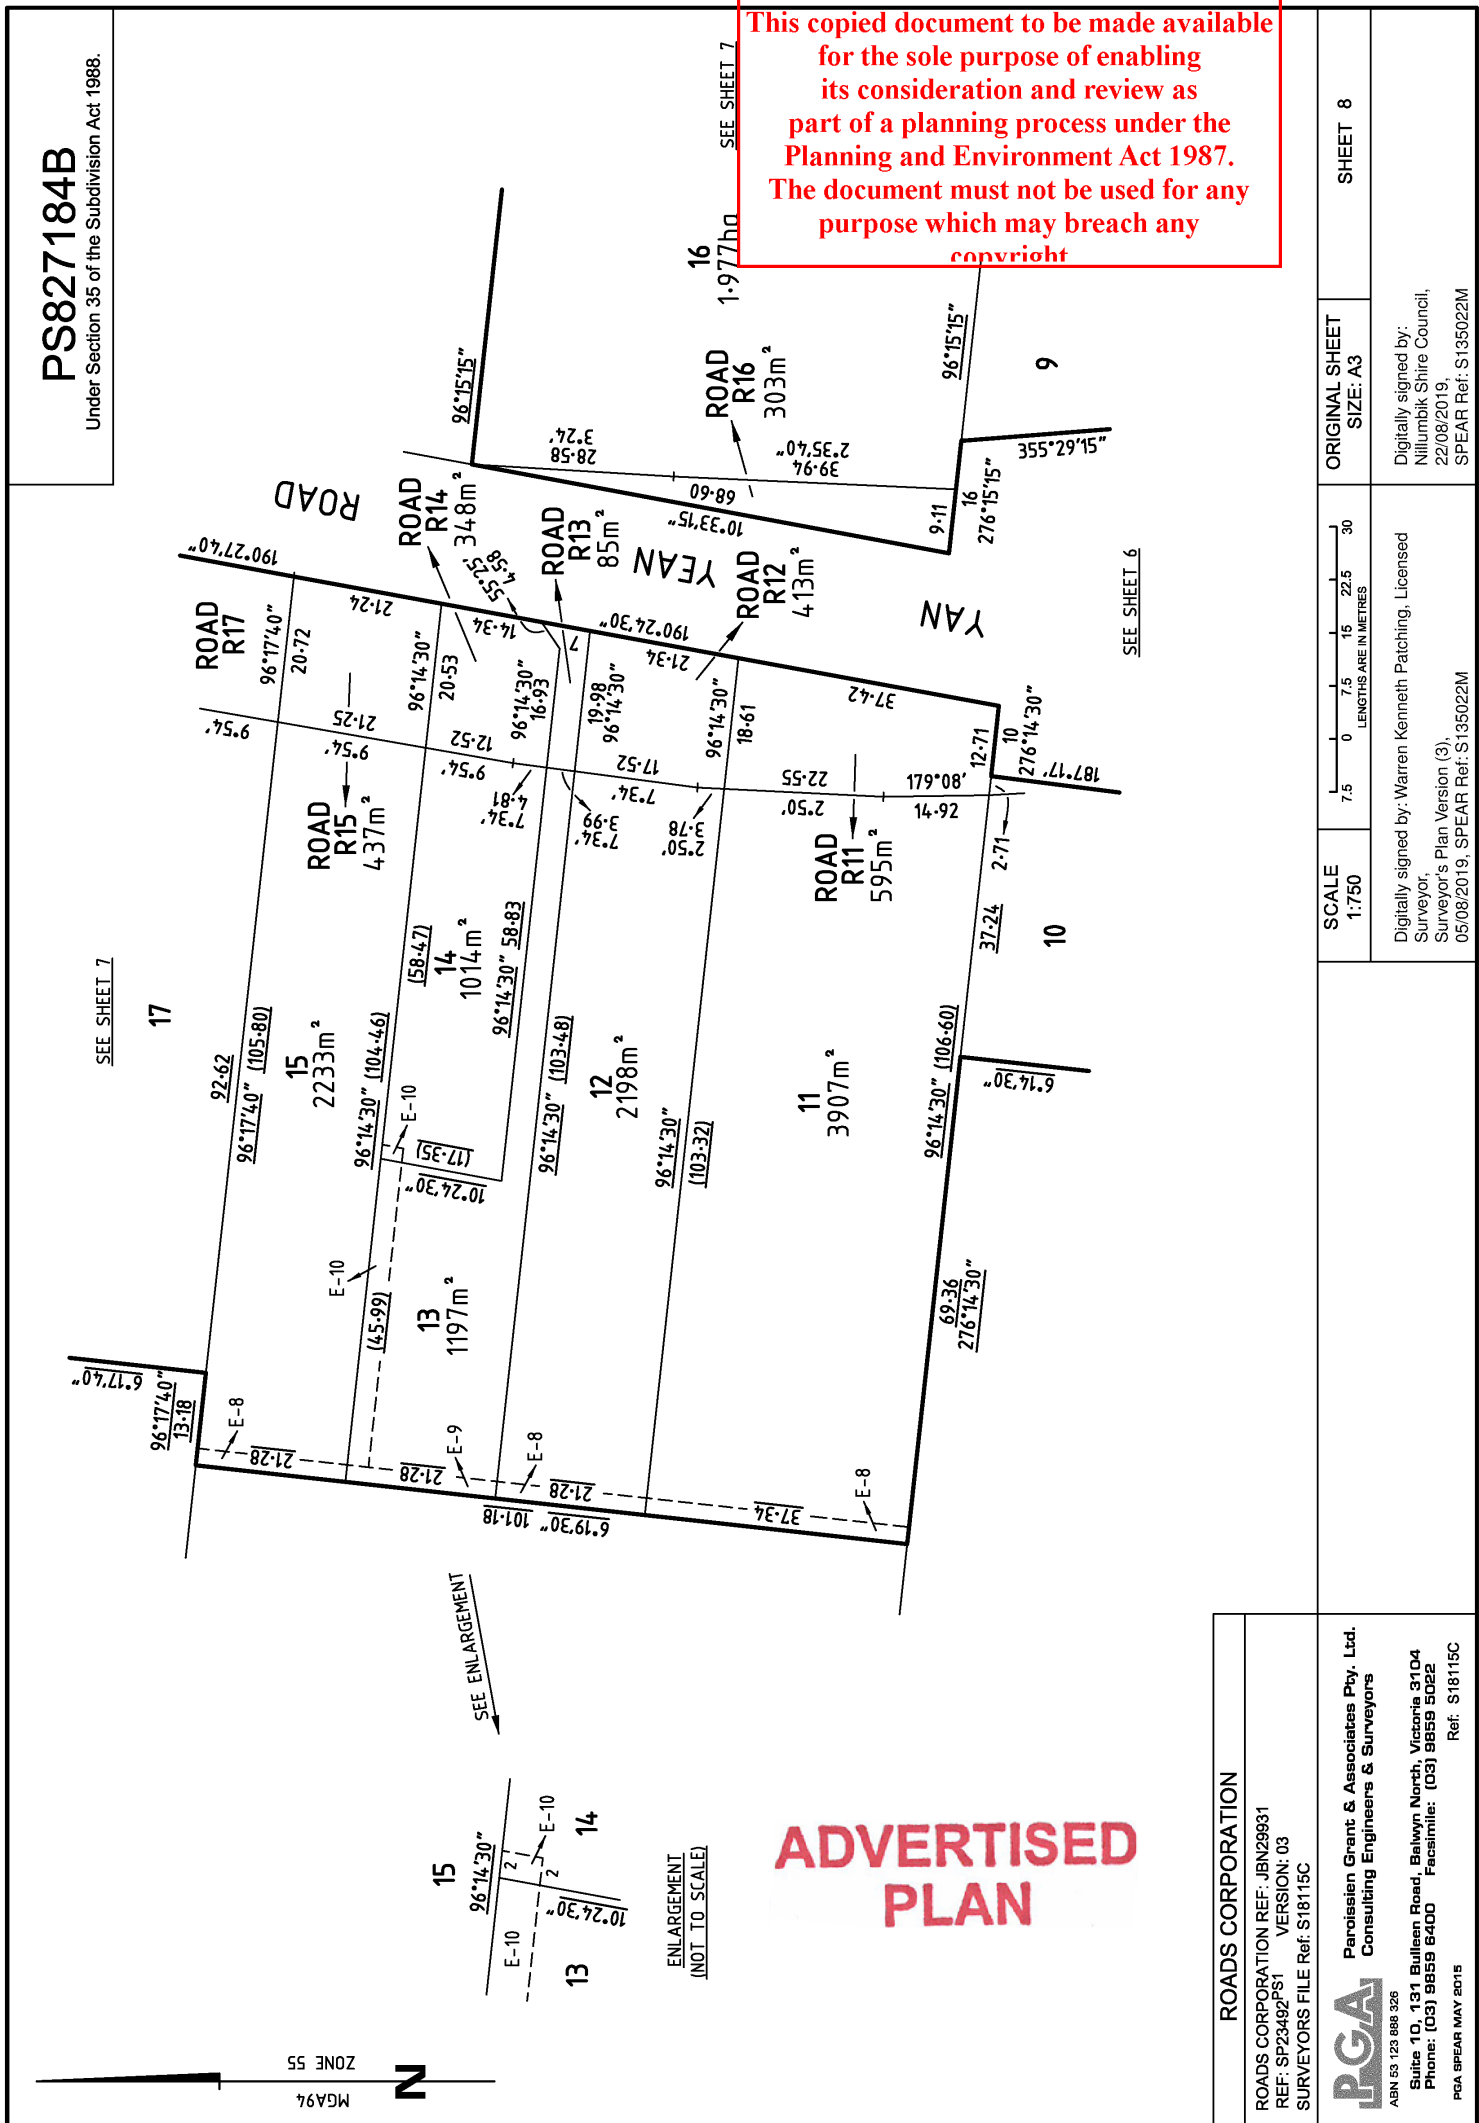 PS827184B
Under Section 35 of the Subdivision Act 1988.
This copied document to be made available
for the sole purpose of enabling
its consideration and review as
part of a planning process under the
Planning and Environment Act 1987.
The document must not be used for any
purpose which may breach any
copyright
SEE SHEET 7
17
SEE SHEET 7
16
1·977ha
ROAD
R16
303m²
96°15'15"
96°15'15"
9
355°29'15"
16
276°15'15"
9·11
28·58
3°24'
39·94
2°35'40"
68·60
10°33'15"
YAN
YEAN
ROAD
190°27'40"
ROAD
R17
96°17'40"
20·72
21·24
ROAD
R14
348m²
55°25'
4·58
ROAD
R13
85m²
14·34
7
190°24'30"
21·34
ROAD
R12
413m²
37·42
SEE SHEET 6
9°54'
21·25
9°54'
96°14'30"
20·53
12·52
9°54'
96°14'30"
16·93
19·98
96°14'30"
96°14'30"
18·61
17·52
7°34'
4·81
7°34'
3·99
7°34'
3·78
2°50'
22·55
2°50'
14·26
179°08'
12·71
10
276°14'30"
187°17'
2·71
ROAD
R15
437m²
ROAD
R11
595m²
37·24
10
92·62
96°17'40" (105·80)
15
2233m²
(58·47)
14
1014m²
96°14'30" 58·83
96°14'30" (104·46)
E-10
(17·35)
10°24'30"
96°14'30" (103·48)
12
2198m²
96°14'30"
(103·32)
11
3907m²
96°14'30" (106·60)
6°14'30"
E-10
(45·99)
13
1197m²
69·36
276°14'30"
6°17'40"
96°17'40"
13·18
E-8
21·28
21·28
E-9
E-8
21·28
37·34
E-8
101·18
6°19'30"
SEE ENLARGEMENT
15
96°14'30"
2
2
E-10
14
E-10
10°24'30"
13
ENLARGEMENT
(NOT TO SCALE)
MGA94
ZONE 55
N
ADVERTISED
PLAN
ROADS CORPORATION
ROADS CORPORATION REF: JBN29931
REF: SP23492PS1 VERSION: 03
SURVEYORS FILE Ref: S18115C
PGA
ABN 53 123 888 326
Paroissien Grant & Associates Pty. Ltd.
Consulting Engineers & Surveyors
Suite 10, 131 Bulleen Road, Balwyn North, Victoria 3104
Phone: (03) 9859 6400 Facsimile: (03) 9859 5022
PGA SPEAR MAY 2015
Ref: S18115C
SCALE
1:750
7.5 0 7.5 15 22.5 30
LENGTHS ARE IN METRES
ORIGINAL SHEET
SIZE: A3
SHEET 8
Digitally signed by: Warren Kenneth Patching, Licensed
Surveyor,
Surveyor's Plan Version (3),
05/08/2019, SPEAR Ref: S135022M
Digitally signed by:
Nillumbik Shire Council,
22/08/2019,
SPEAR Ref: S135022M